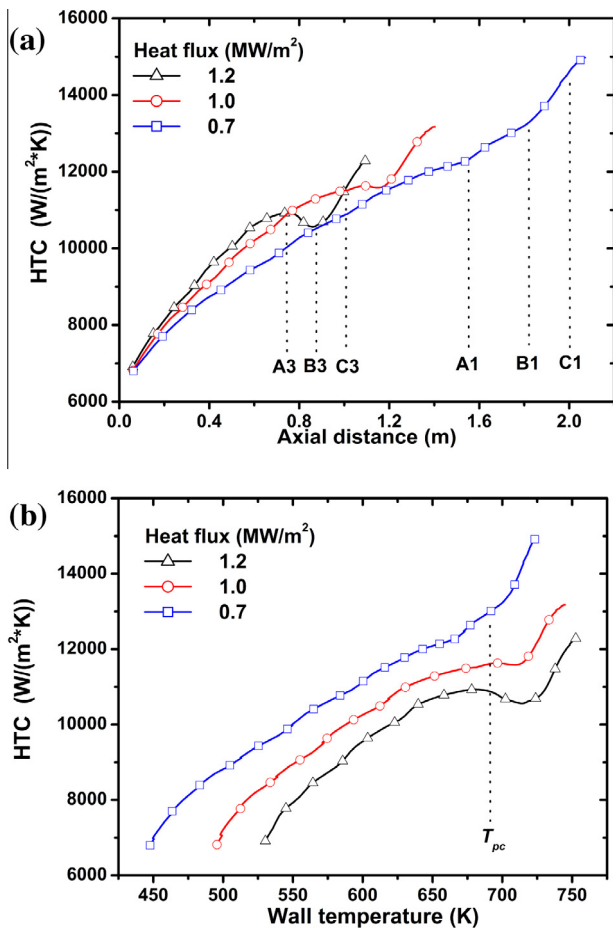 (a)
Heat flux (MW/m²)
1.2
1.0
0.7
HTC (W/(m²*K))
16000
14000
12000
10000
8000
6000
A3
B3
C3
A1
B1
C1
0.0
0.4
0.8
1.2
1.6
2.0
Axial distance (m)
(b)
Heat flux (MW/m²)
1.2
1.0
0.7
HTC (W/(m²*K))
16000
14000
12000
10000
8000
6000
Tpc
450
500
550
600
650
700
750
Wall temperature (K)